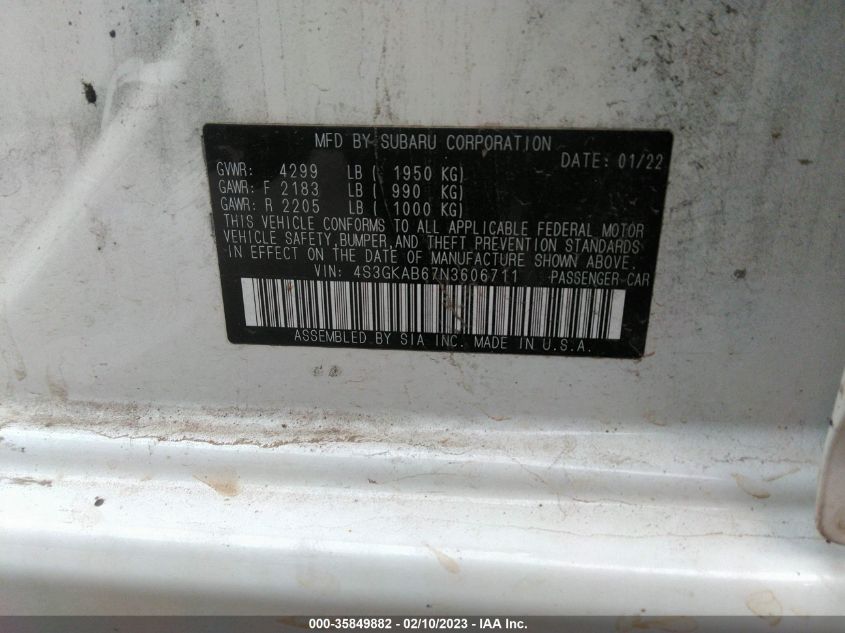 MFD BY SUBARU CORPORATION
DATE: 01/22
GVWR: 4299 LB ( 1950 KG)
GAWR: F 2183 LB ( 990 KG)
GAWR: R 2205 LB ( 1000 KG)
THIS VEHICLE CONFORMS TO ALL APPLICABLE FEDERAL MOTOR
VEHICLE SAFETY, BUMPER, AND THEFT PREVENTION STANDARDS
IN EFFECT ON THE DATE OF MANUFACTURE SHOWN ABOVE.
VIN: 4S3GKAB67N3606711 PASSENGER CAR
ASSEMBLED BY SIA INC. MADE IN U.S.A.
000-35849882 - 02/10/2023 - IAA Inc.